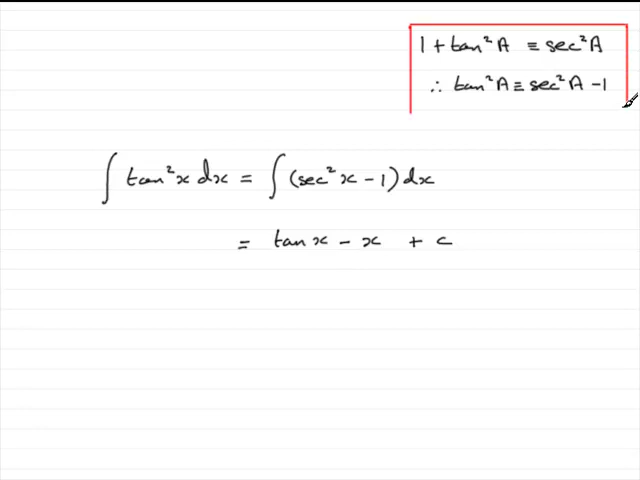 1 + tan²A ≡ sec²A
∴ tan²A ≡ sec²A - 1
∫ tan²x dx = ∫ (sec²x - 1) dx
= tan x - x + c